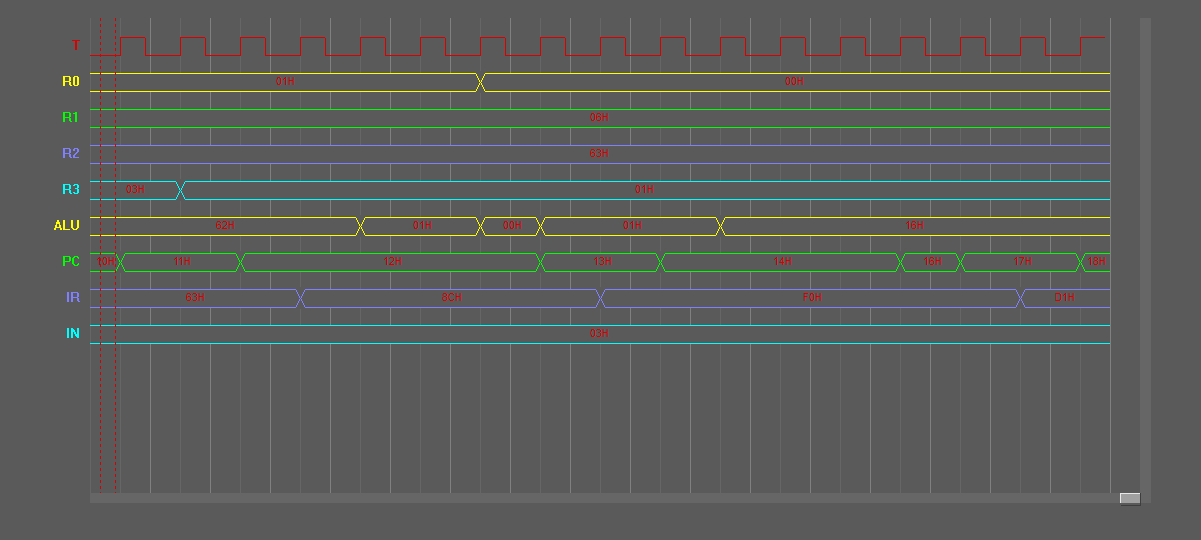 T
R0 01H 00H
R1 06H
R2 63H
R3 03H 01H
ALU 62H 01H 00H 01H 16H
PC 10H 11H 12H 13H 14H 16H 17H 18H
IR 63H 8CH F0H D1H
IN 03H